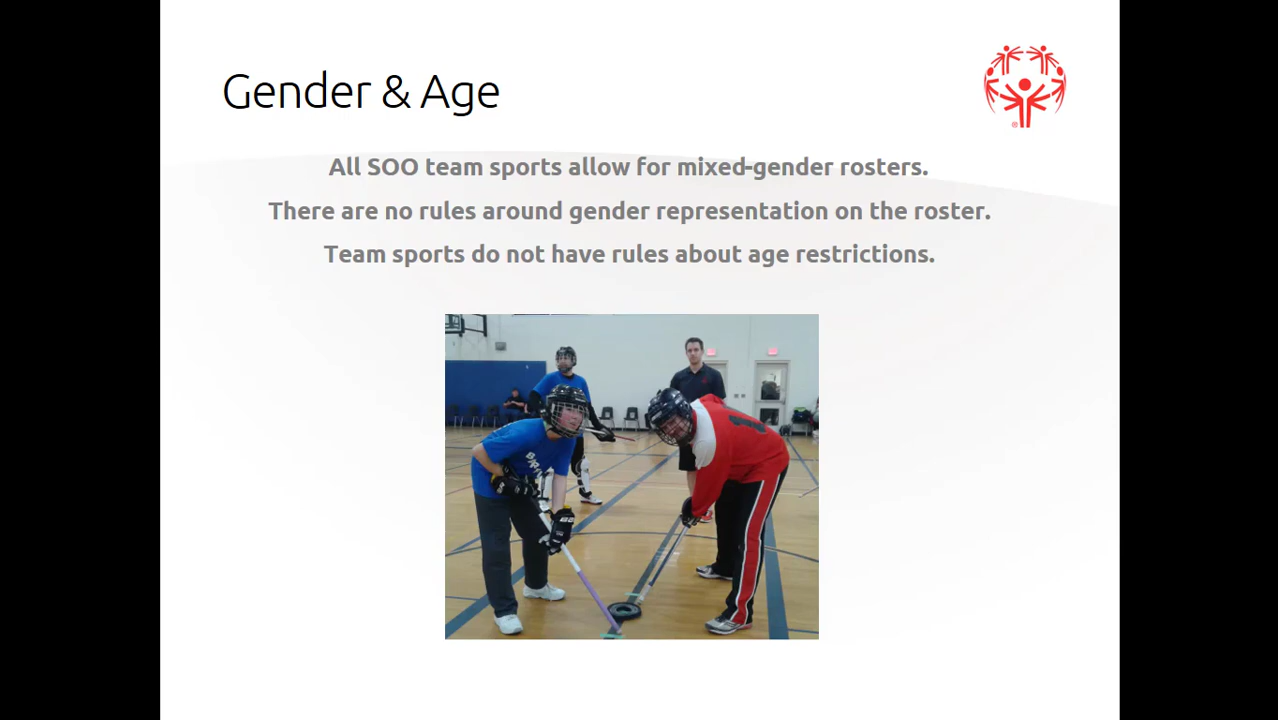 Gender & Age
All SOO team sports allow for mixed-gender rosters.
There are no rules around gender representation on the roster.
Team sports do not have rules about age restrictions.